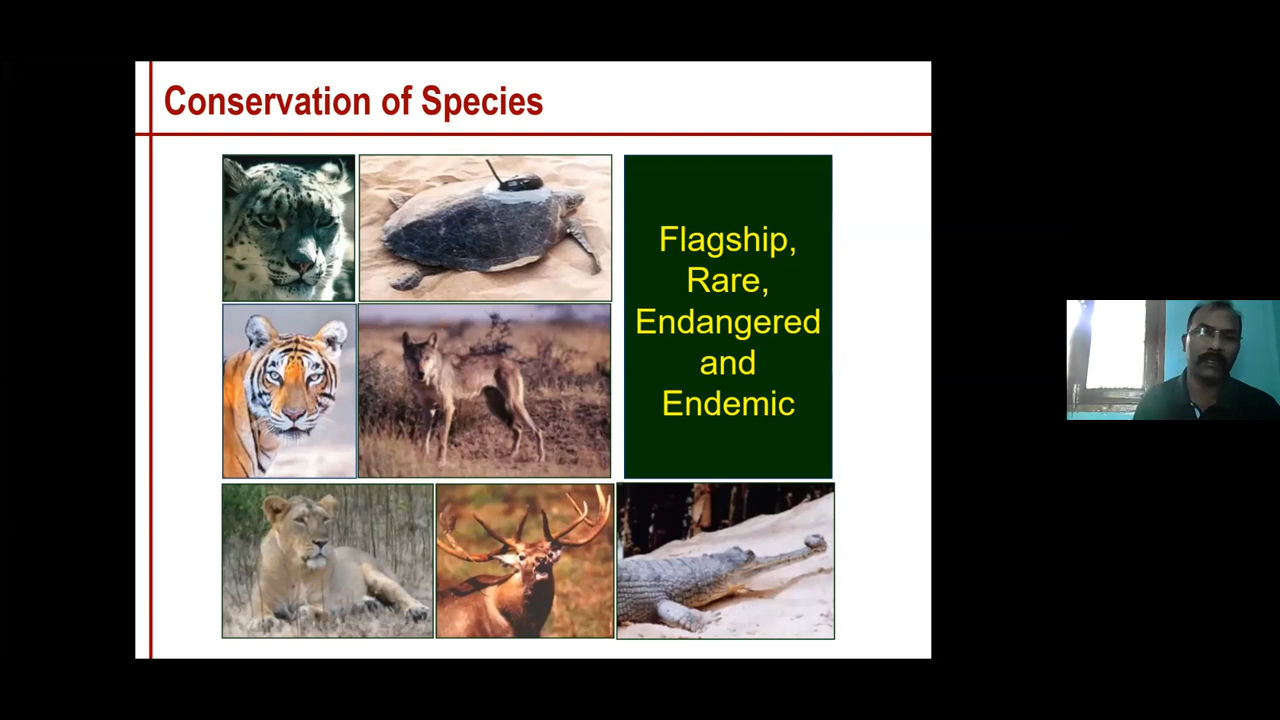 Conservation of Species
Flagship,
Rare,
Endangered
and
Endemic